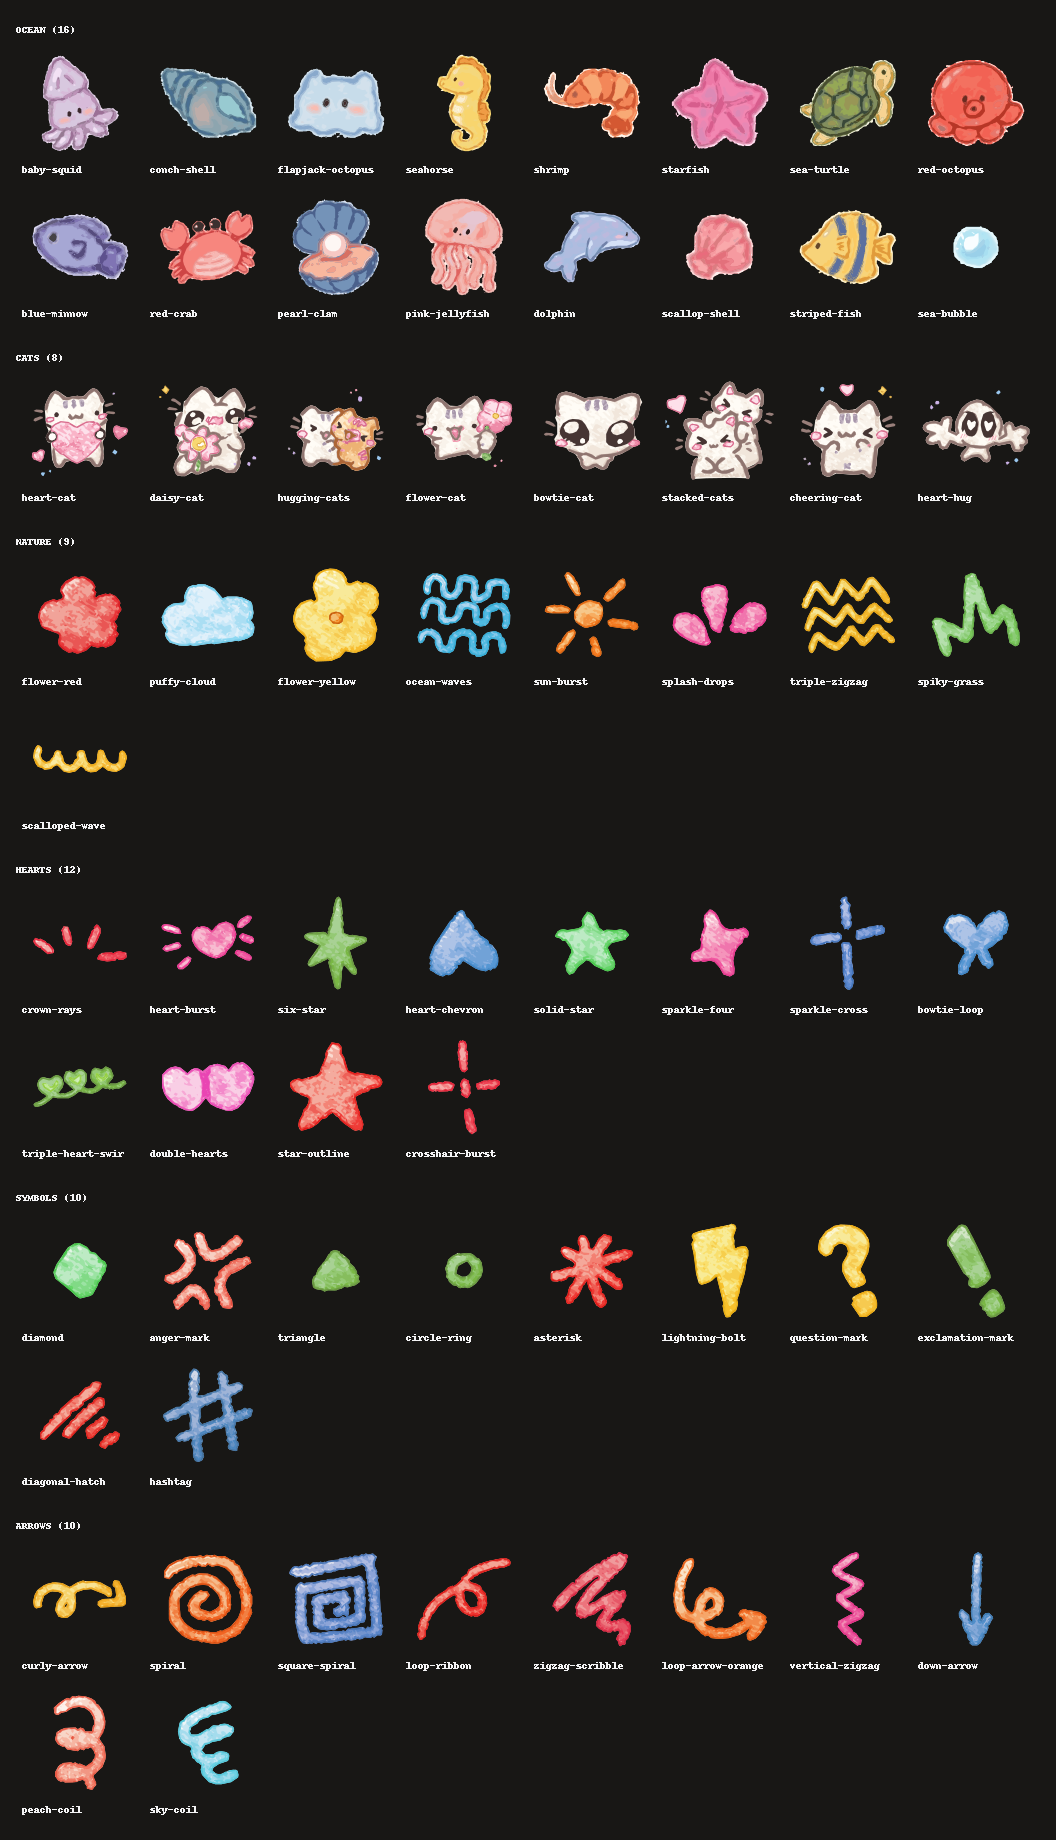 OCEAN (16)
baby-squid conch-shell flapjack-octopus seahorse shrimp starfish sea-turtle red-octopus
blue-minnow red-crab pearl-clam pink-jellyfish dolphin scallop-shell striped-fish sea-bubble
CATS (8)
heart-cat daisy-cat hugging-cats flower-cat bowtie-cat stacked-cats cheering-cat heart-hug
NATURE (9)
flower-red puffy-cloud flower-yellow ocean-waves sun-burst splash-drops triple-zigzag spiky-grass
scalloped-wave
HEARTS (12)
crown-rays heart-burst six-star heart-chevron solid-star sparkle-four sparkle-cross bowtie-loop
triple-heart-swir double-hearts star-outline crosshair-burst
SYMBOLS (10)
diamond anger-mark triangle circle-ring asterisk lightning-bolt question-mark exclamation-mark
diagonal-hatch hashtag
ARROWS (10)
curly-arrow spiral square-spiral loop-ribbon zigzag-scribble loop-arrow-orange vertical-zigzag down-arrow
peach-coil sky-coil